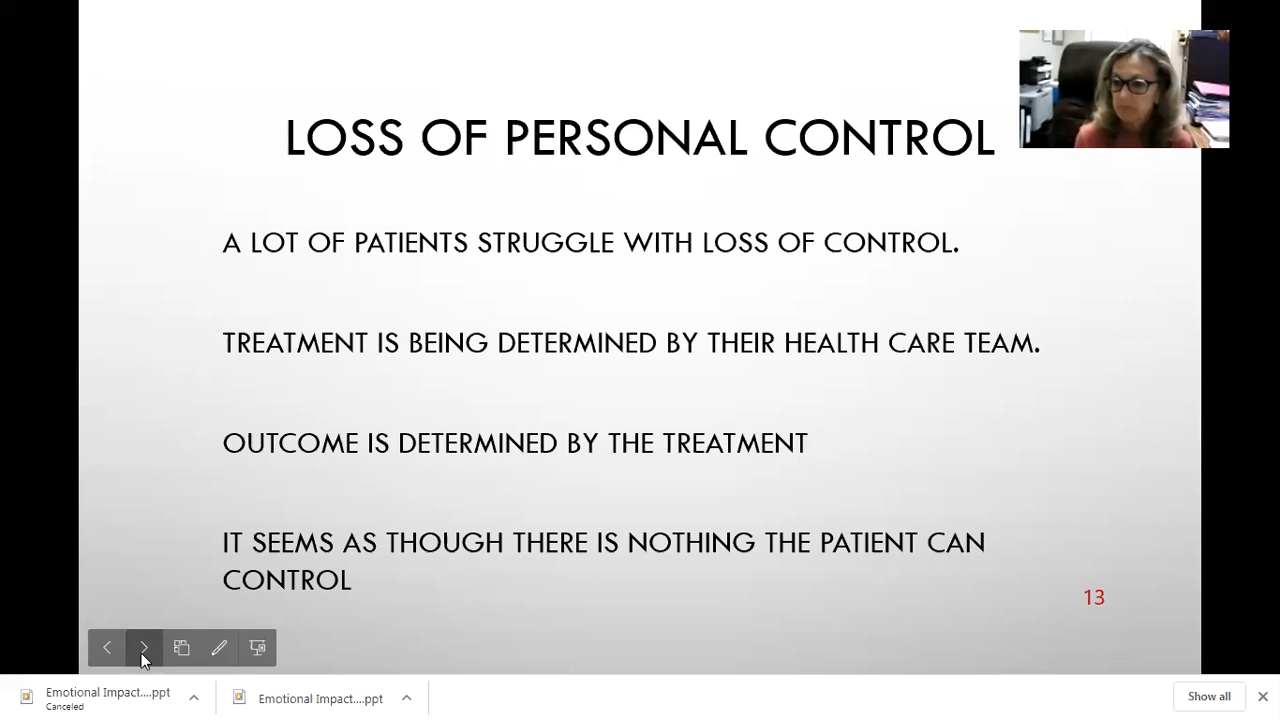 LOSS OF PERSONAL CONTROL
A LOT OF PATIENTS STRUGGLE WITH LOSS OF CONTROL.
TREATMENT IS BEING DETERMINED BY THEIR HEALTH CARE TEAM.
OUTCOME IS DETERMINED BY THE TREATMENT
IT SEEMS AS THOUGH THERE IS NOTHING THE PATIENT CAN
CONTROL
13
Emotional Impact....ppt
Canceled
Emotional Impact....ppt
Show all